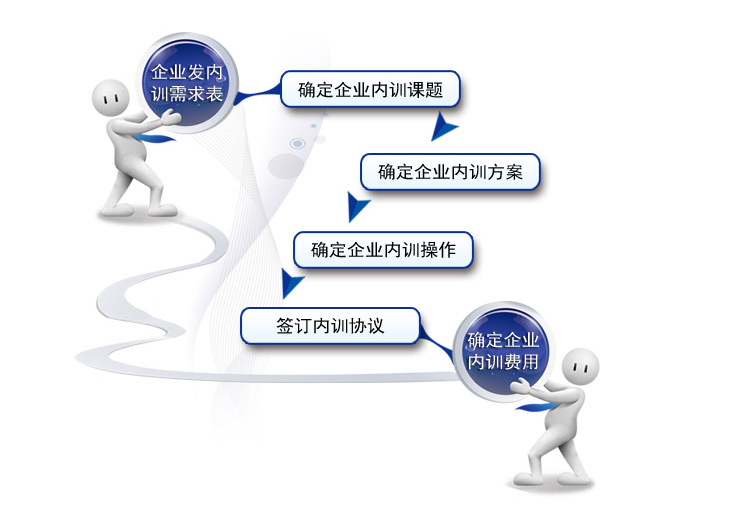 企业发内
训需求表
确定企业内训课题
确定企业内训方案
确定企业内训操作
签订内训协议
确定企业
内训费用